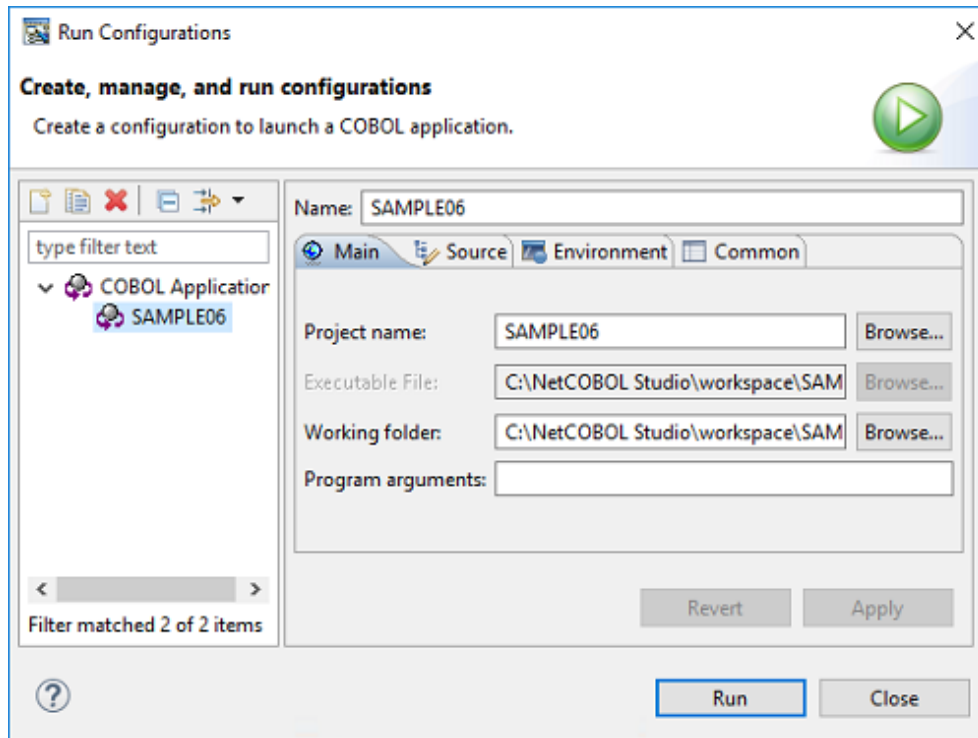 Run Configurations
Create, manage, and run configurations
Create a configuration to launch a COBOL application.
type filter text
COBOL Application
SAMPLE06
Filter matched 2 of 2 items
Name: SAMPLE06
Main Source Environment Common
Project name: SAMPLE06 Browse...
Executable File: C:\NetCOBOL Studio\workspace\SAM Browse...
Working folder: C:\NetCOBOL Studio\workspace\SAM Browse...
Program arguments:
Revert Apply
Run Close